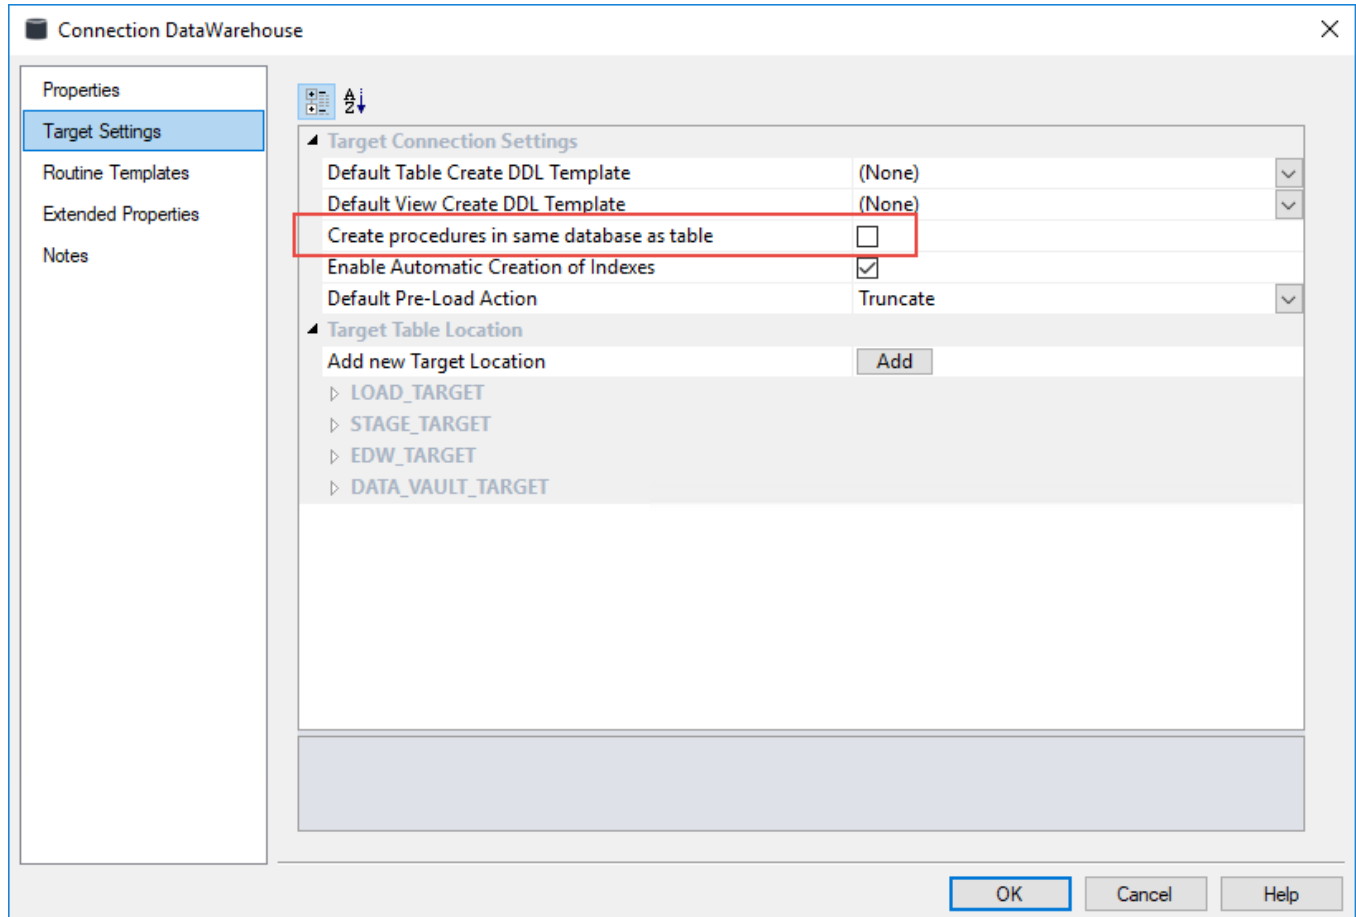 Connection DataWarehouse
Properties
Target Settings
Routine Templates
Extended Properties
Notes
Target Connection Settings
Default Table Create DDL Template (None)
Default View Create DDL Template (None)
Create procedures in same database as table
Enable Automatic Creation of Indexes
Default Pre-Load Action Truncate
Target Table Location
Add new Target Location Add
LOAD_TARGET
STAGE_TARGET
EDW_TARGET
DATA_VAULT_TARGET
OK Cancel Help